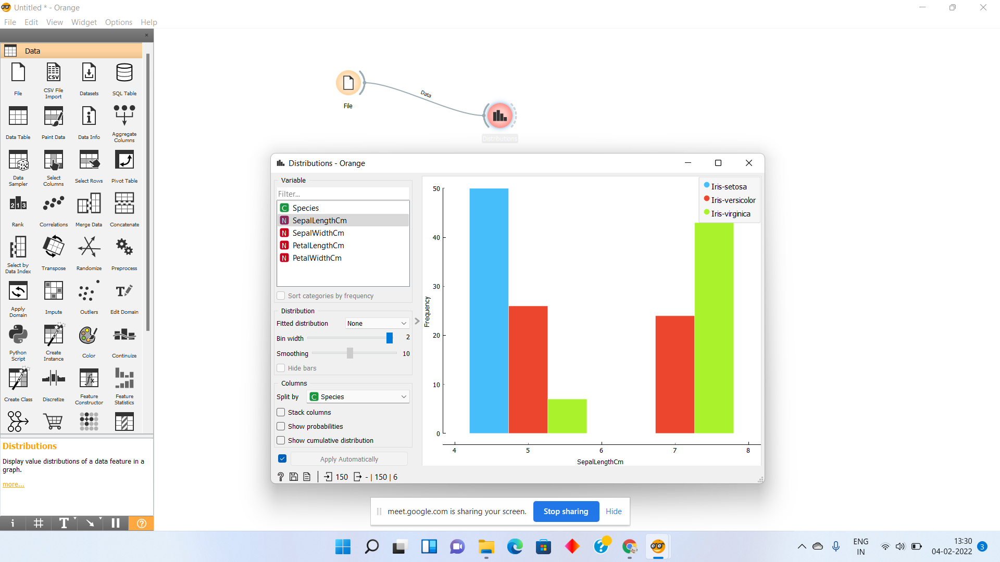 Untitled * - Orange
File Edit View Widget Options Help
Data
File
CSV File Import
Datasets
SQL Table
Data Table
Paint Data
Data Info
Aggregate Columns
Data Sampler
Select Columns
Select Rows
Pivot Table
Rank
Correlations
Merge Data
Concatenate
Select by Data Index
Transpose
Randomize
Preprocess
Apply Domain
Impute
Outliers
Edit Domain
Python Script
Create Instance
Color
Continuize
Create Class
Discretize
Feature Constructor
Feature Statistics
Distributions
Display value distributions of a data feature in a
graph.
more...
File
Data
Distributions
Distributions - Orange
Variable
Filter...
C Species
N SepalLengthCm
N SepalWidthCm
N PetalLengthCm
N PetalWidthCm
Sort categories by frequency
Distribution
Fitted distribution None
Bin width 2
Smoothing 10
Hide bars
Columns
Split by C Species
Stack columns
Show probabilities
Show cumulative distribution
Apply Automatically
? 150 - | 150 | 6
Iris-setosa
Iris-versicolor
Iris-virginica
50
40
30
20
10
0
Frequency
4 5 6 7 8
SepalLengthCm
meet.google.com is sharing your screen. Stop sharing Hide
ENG
IN
13:30
04-02-2022
3